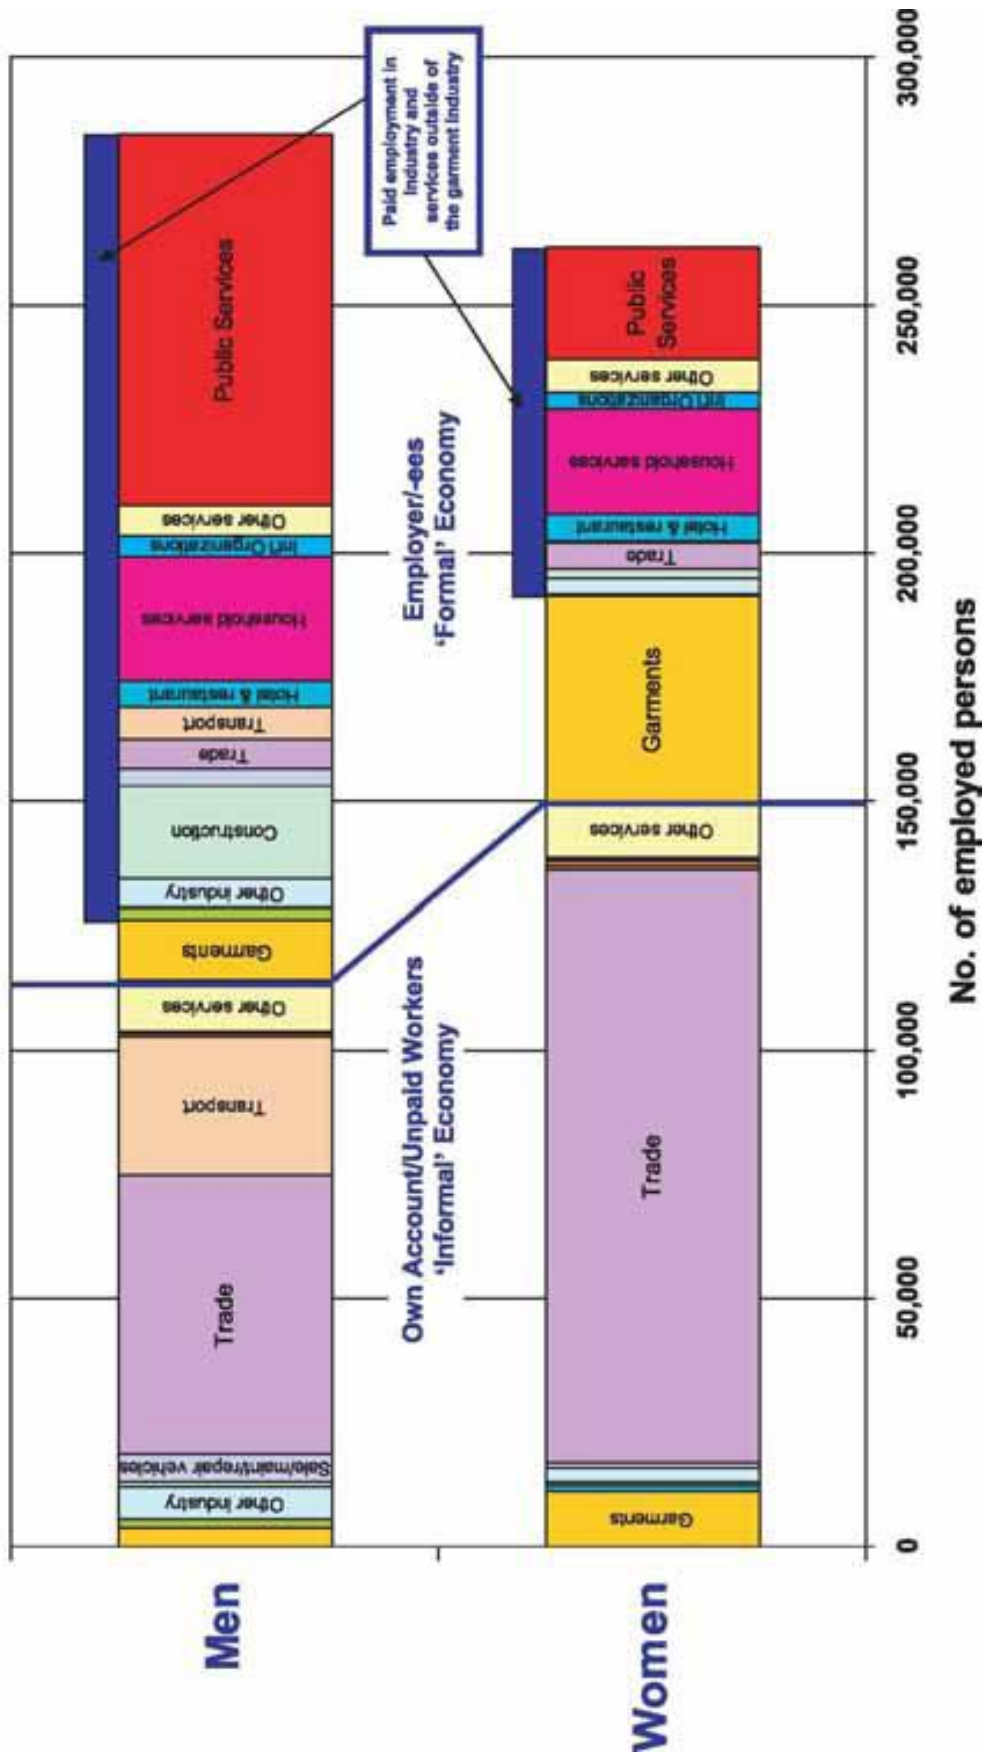 Men
Sale/maint/repair vehicles
Other industry
Trade
Transport
Other services
Garments
Other industry
Construction
Trade
Transport
Hotel & restaurant
Household services
Int'l Organizations
Other services
Public Services
Own Account/Unpaid Workers
'Informal' Economy
Employer/-ees
'Formal' Economy
Paid employment in
Industry and
services outside of
the garment Industry
Women
Garments
Trade
Other services
Garments
Trade
Hotel & restaurant
Household services
Int'l Organizations
Other services
Public
Services
0
50,000
100,000
150,000
200,000
250,000
300,000
No. of employed persons